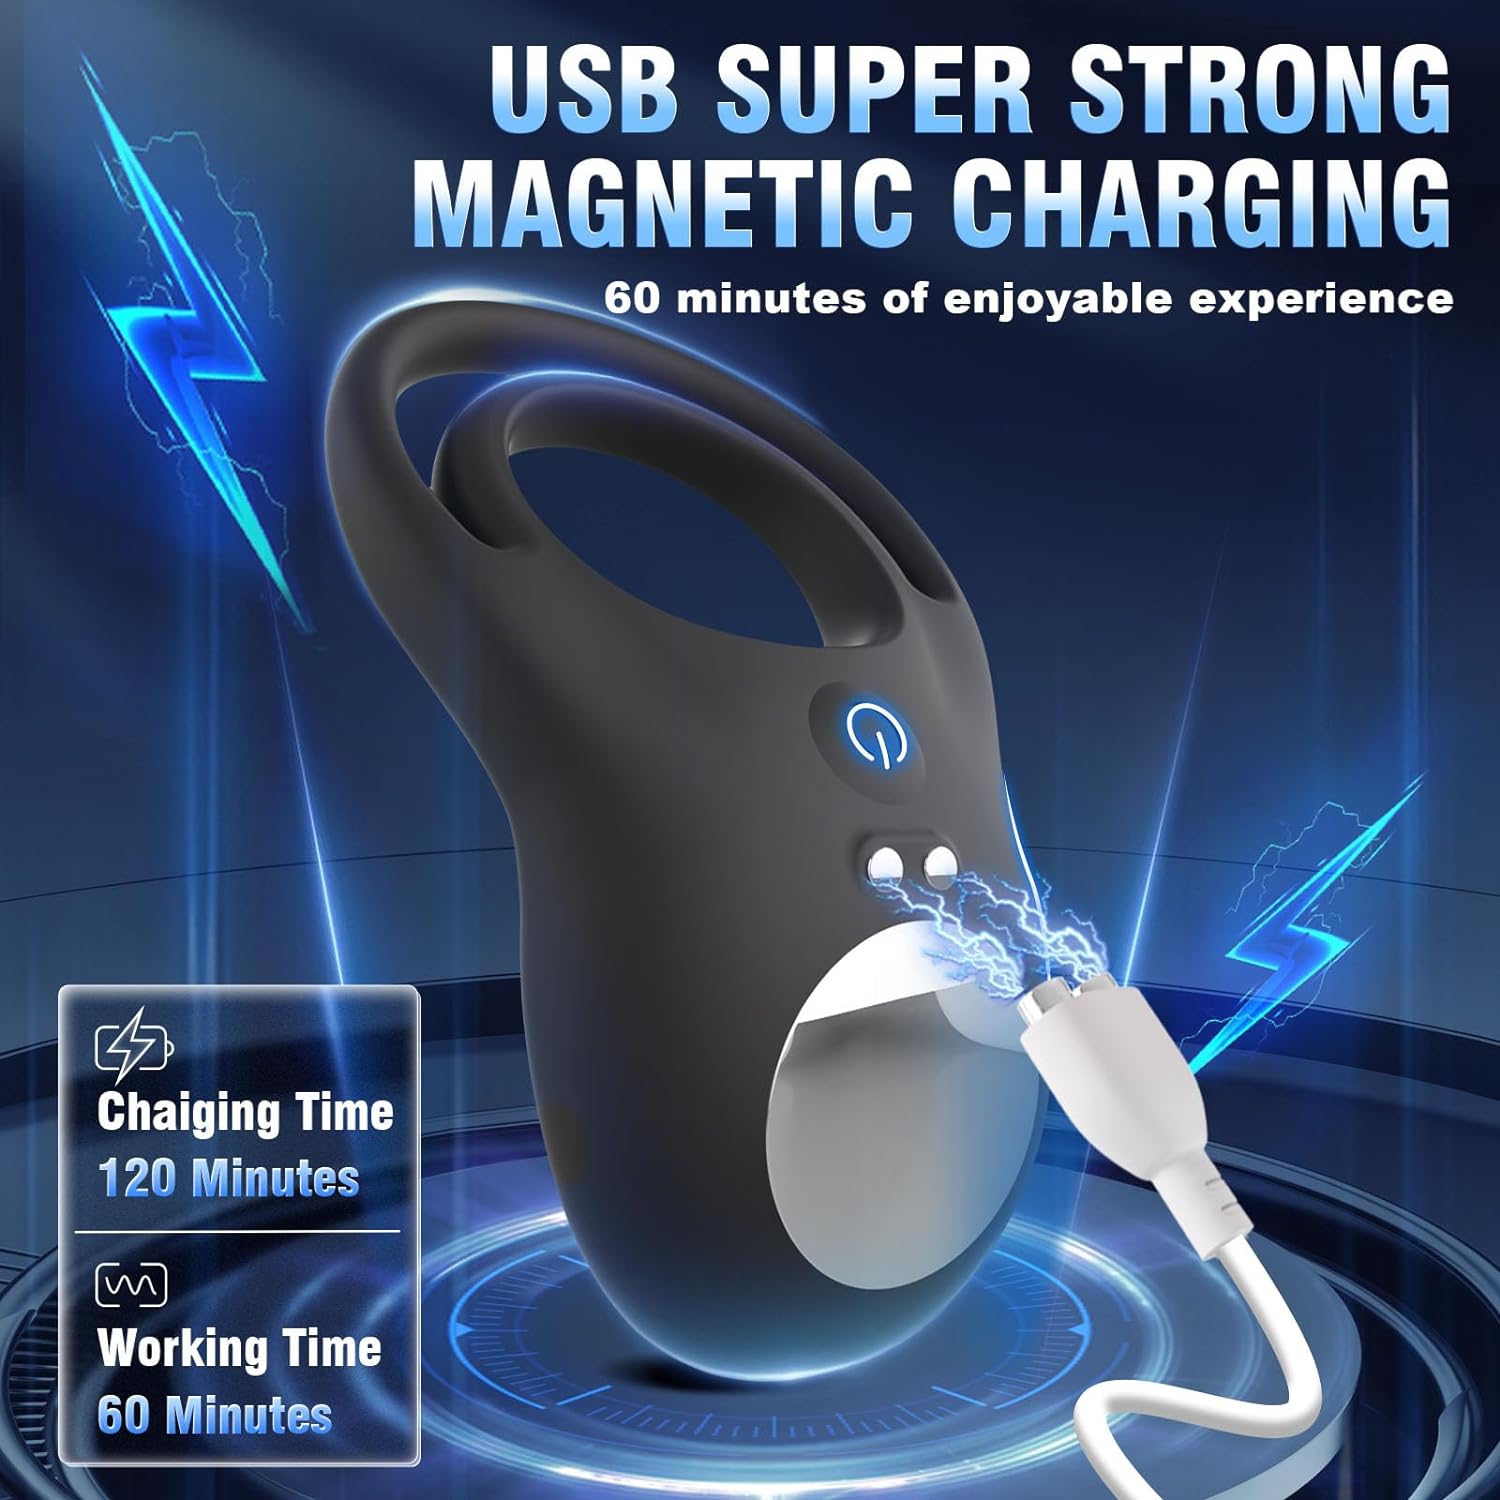 USB SUPER STRONG
MAGNETIC CHARGING
60 minutes of enjoyable experience
Chaiging Time
120 Minutes
Working Time
60 Minutes